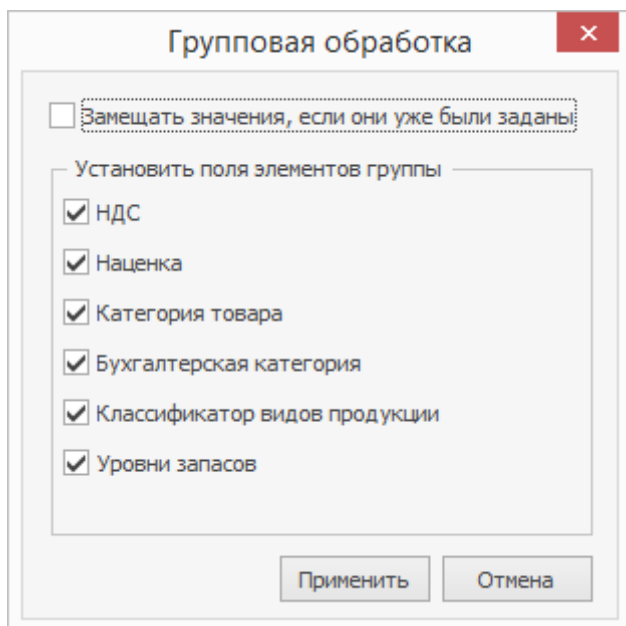 Групповая обработка
Замещать значения, если они уже были заданы
Установить поля элементов группы
НДС
Наценка
Категория товара
Бухгалтерская категория
Классификатор видов продукции
Уровни запасов
Применить Отмена